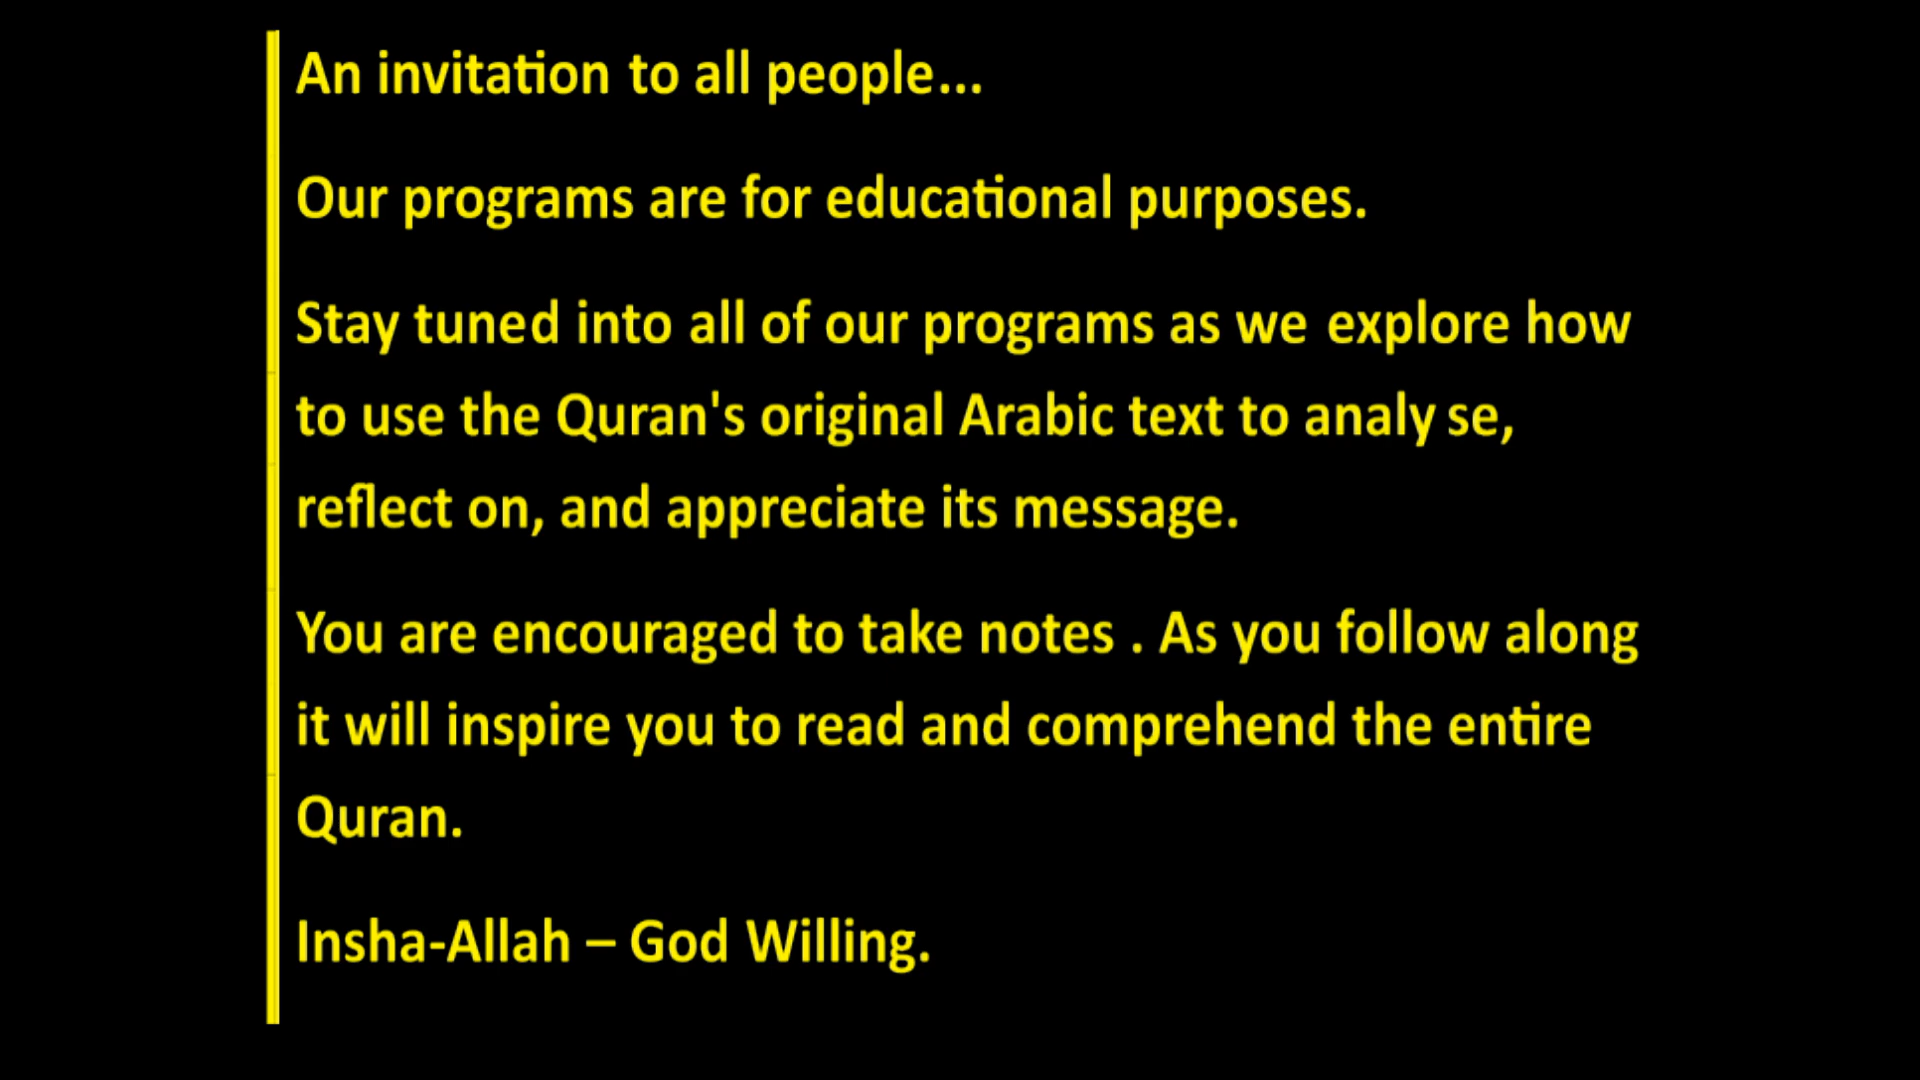 An invitation to all people...
Our programs are for educational purposes.
Stay tuned into all of our programs as we explore how
to use the Quran's original Arabic text to analy se,
reflect on, and appreciate its message.
You are encouraged to take notes . As you follow along
it will inspire you to read and comprehend the entire
Quran.
Insha-Allah – God Willing.